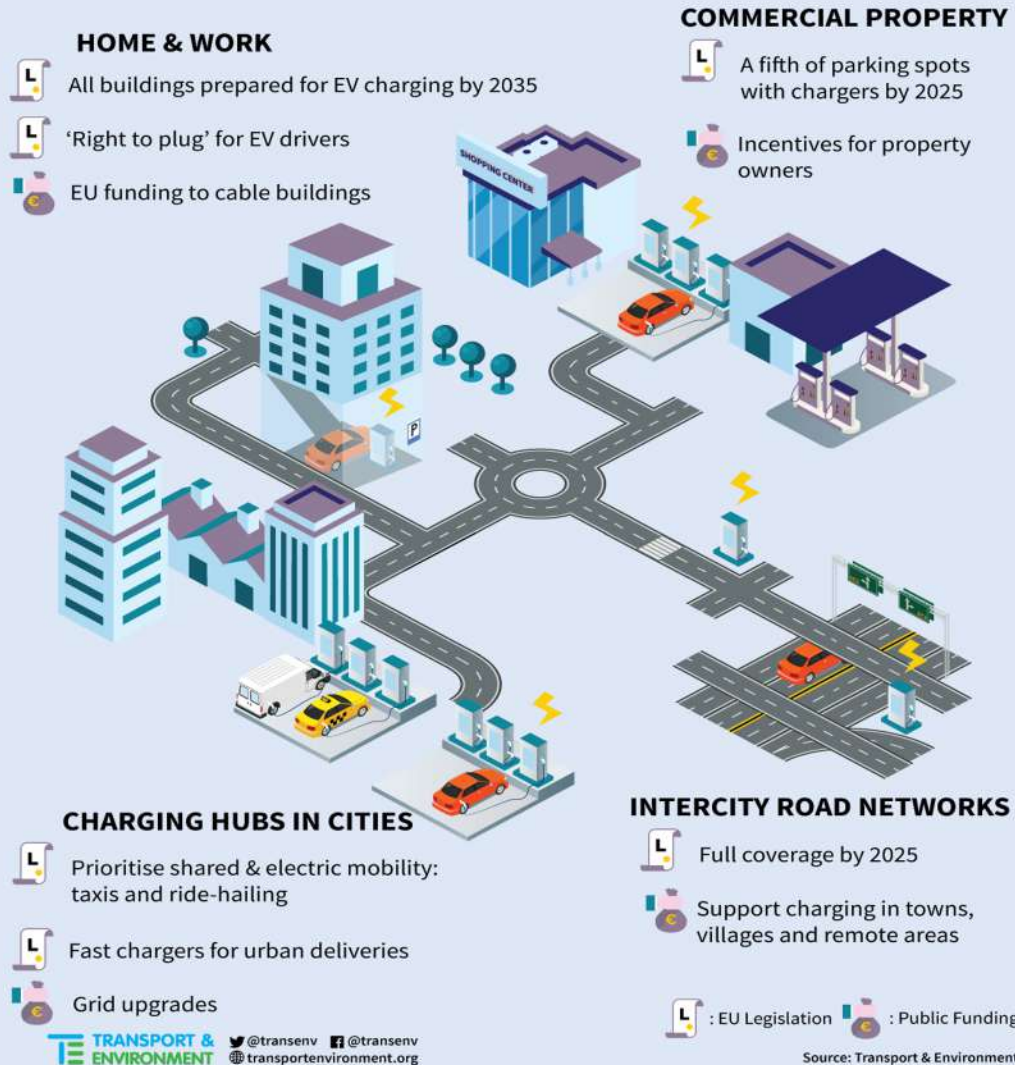 HOME & WORK
L
All buildings prepared for EV charging by 2035
L
‘Right to plug’ for EV drivers
€
EU funding to cable buildings
COMMERCIAL PROPERTY
L
A fifth of parking spots
with chargers by 2025
€
Incentives for property
owners
SHOPPING CENTER
P
CHARGING HUBS IN CITIES
L
Prioritise shared & electric mobility:
taxis and ride-hailing
L
Fast chargers for urban deliveries
€
Grid upgrades
INTERCITY ROAD NETWORKS
L
Full coverage by 2025
€
Support charging in towns,
villages and remote areas
L : EU Legislation € : Public Funding
TE TRANSPORT & ENVIRONMENT
@transenv @transenv
transportenvironment.org
Source: Transport & Environment